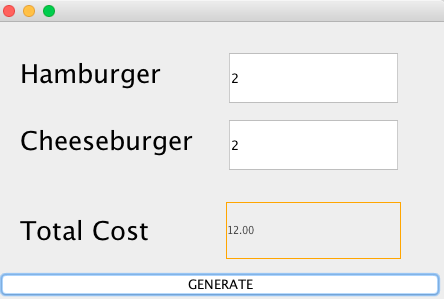 Hamburger 2
Cheeseburger 2
Total Cost 12.00
GENERATE